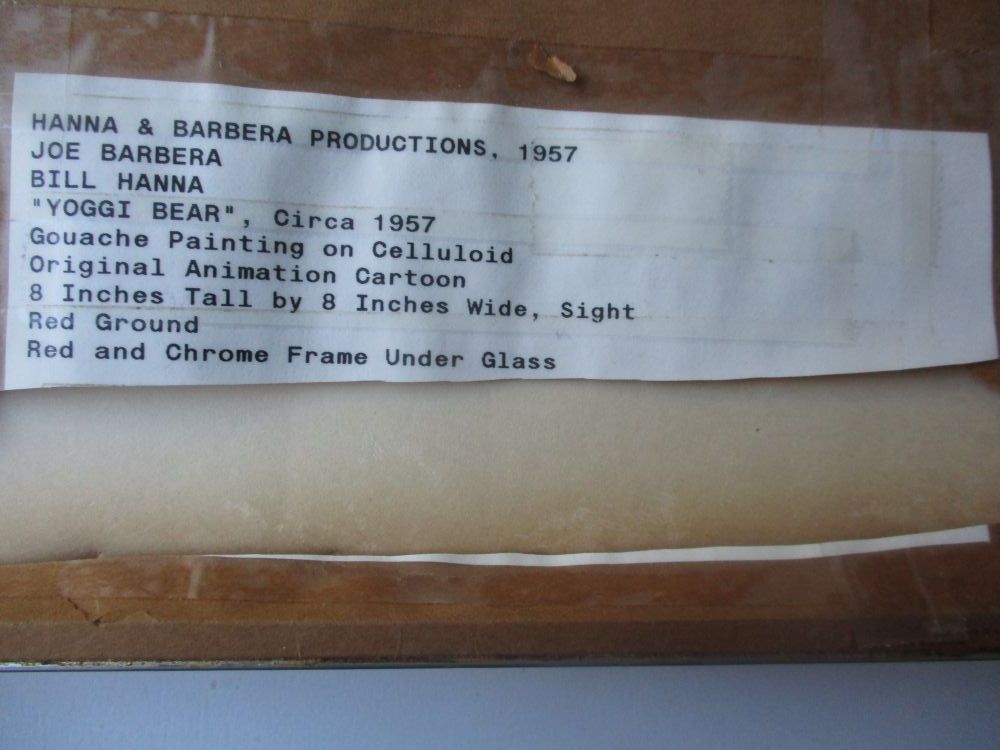 HANNA & BARBERA PRODUCTIONS, 1957
JOE BARBERA
BILL HANNA
"YOGGI BEAR", Circa 1957
Gouache Painting on Celluloid
Original Animation Cartoon
8 Inches Tall by 8 Inches Wide, Sight
Red Ground
Red and Chrome Frame Under Glass